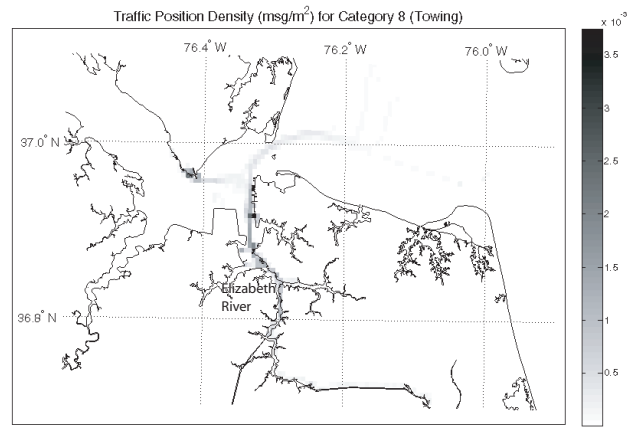 Traffic Position Density (msg/m²) for Category 8 (Towing)
x 10⁻³
76.4° W 76.2° W 76.0° W
37.0° N
36.8° N
Elizabeth
River
3.5
3
2.5
2
1.5
1
0.5